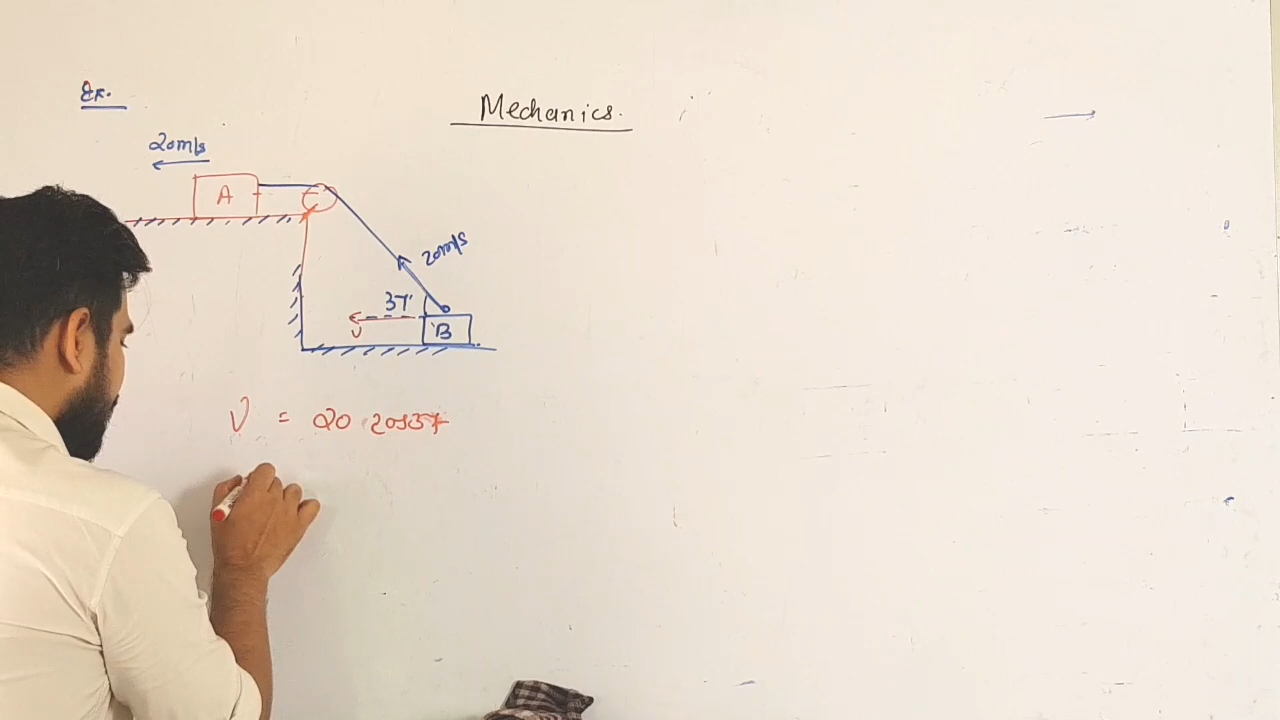 Ex.
Mechanics.
20m/s
A
20m/s
37°
v
B
V = 20 cos37